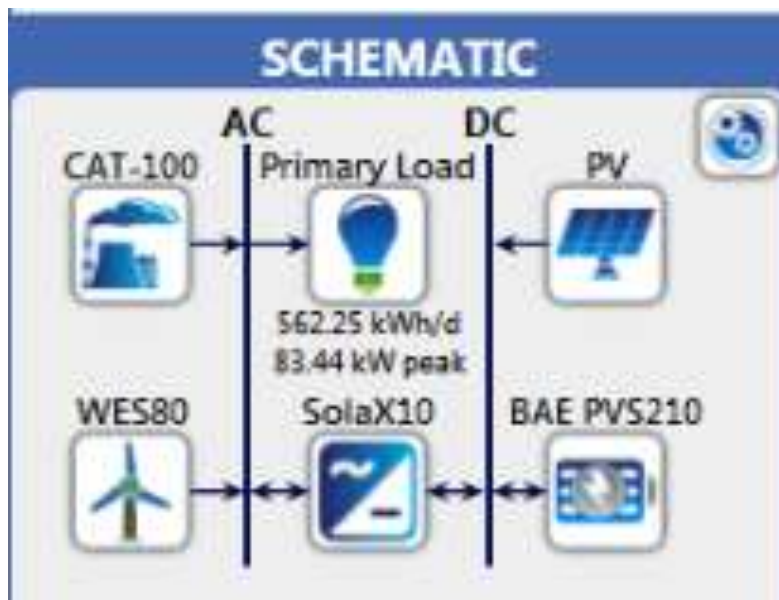 SCHEMATIC
AC DC
CAT-100 Primary Load PV
562.25 kWh/d
83.44 kW peak
WES80 SolaX10 BAE PVS210